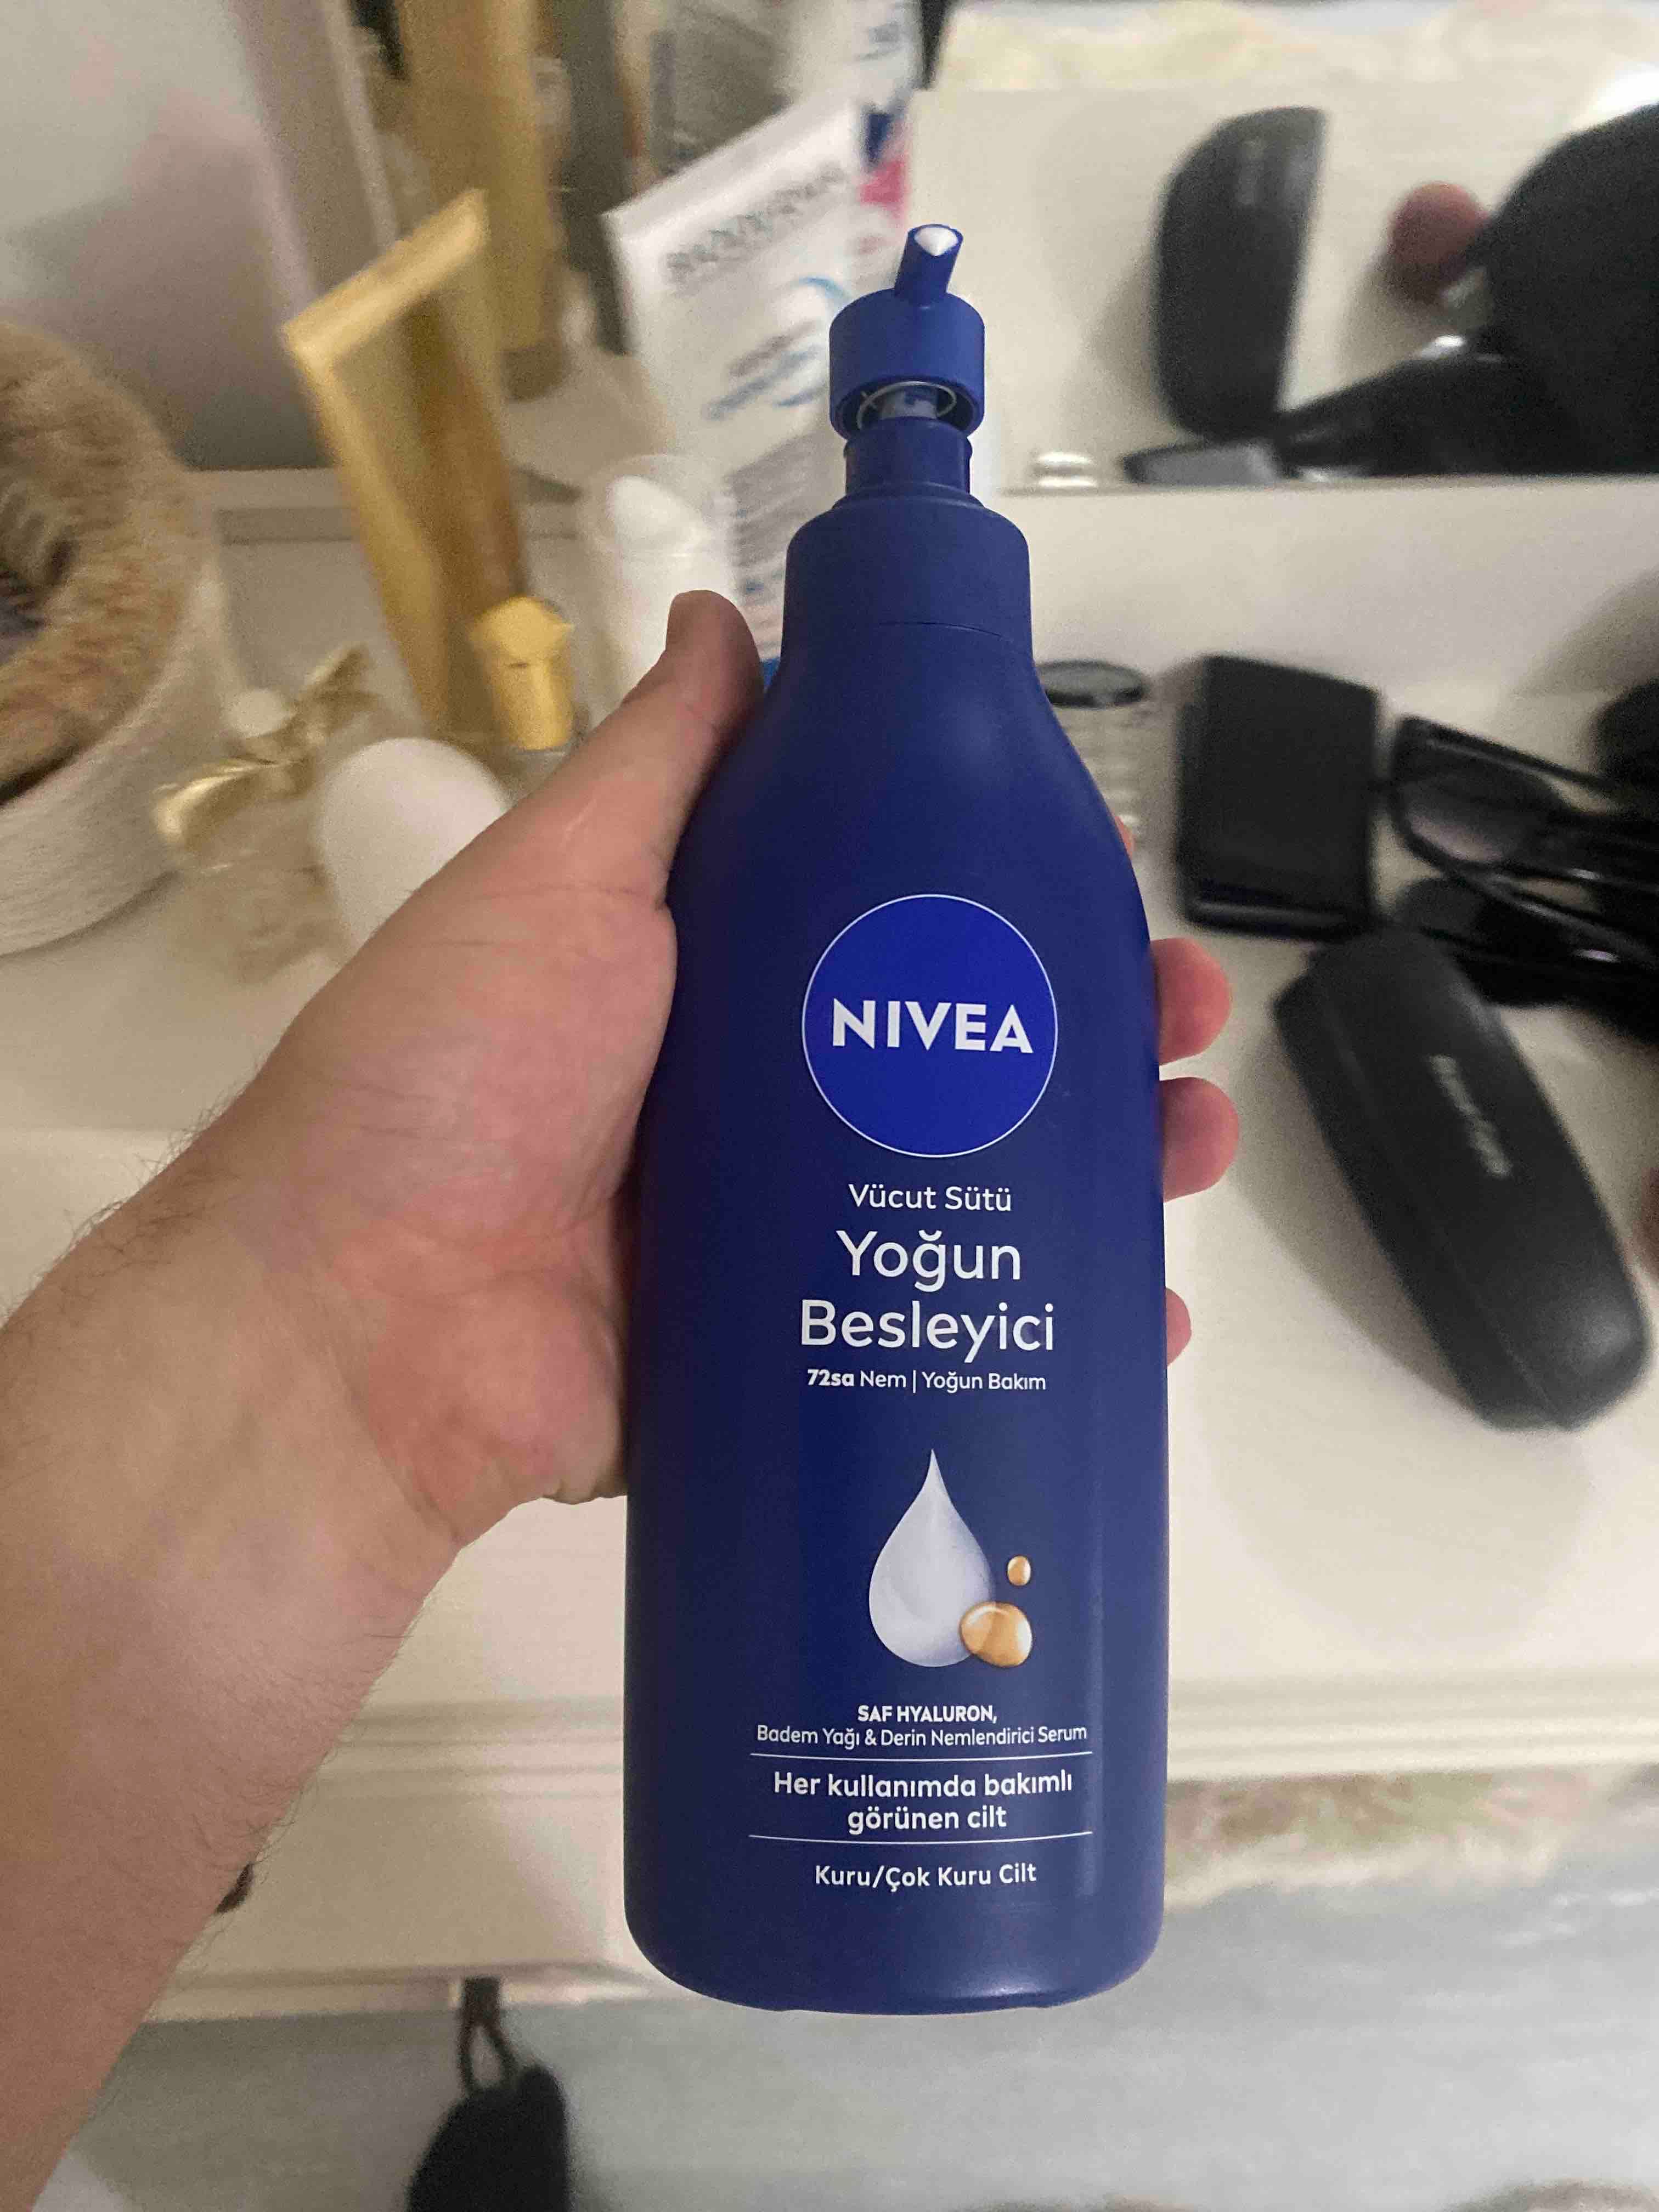 BIODERMA
NIVEA
Vücut Sütü
Yoğun
Besleyici
72sa Nem | Yoğun Bakım
SAF HYALURON,
Badem Yağı & Derin Nemlendirici Serum
Her kullanımda bakımlı
görünen cilt
Kuru/Çok Kuru Cilt